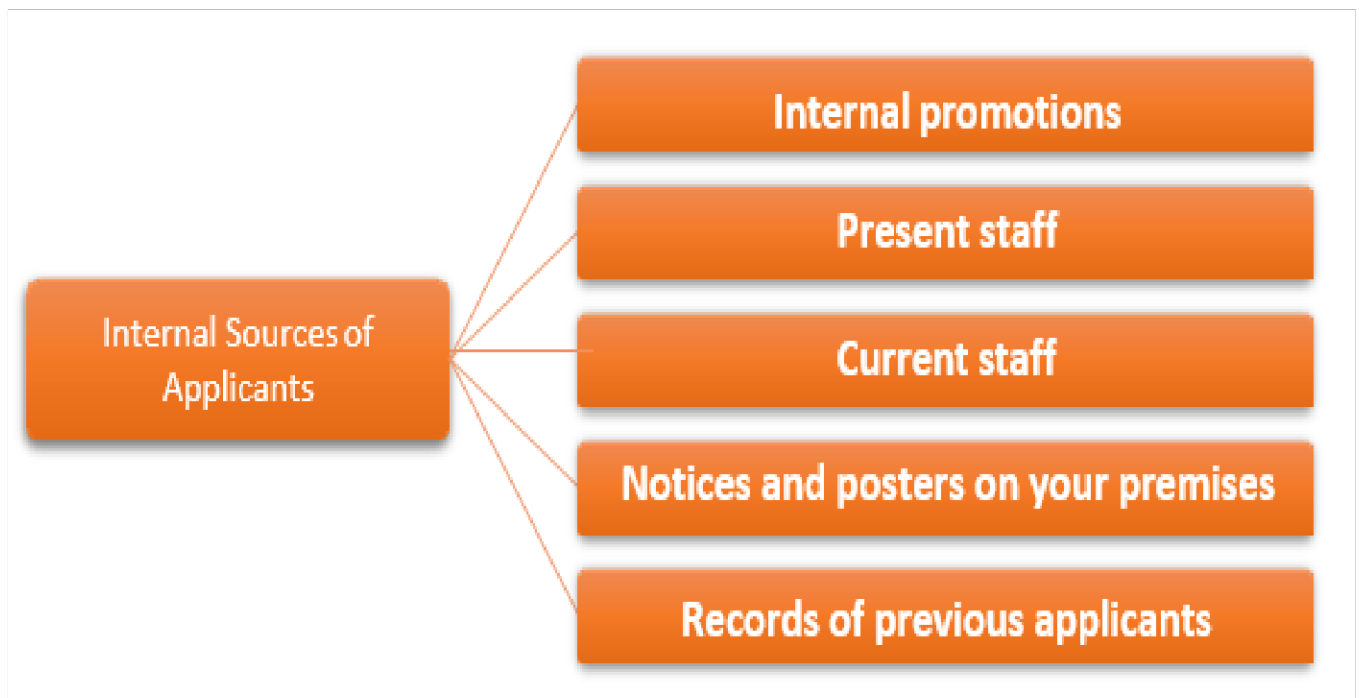 Internal Sources of
Applicants
Internal promotions
Present staff
Current staff
Notices and posters on your premises
Records of previous applicants